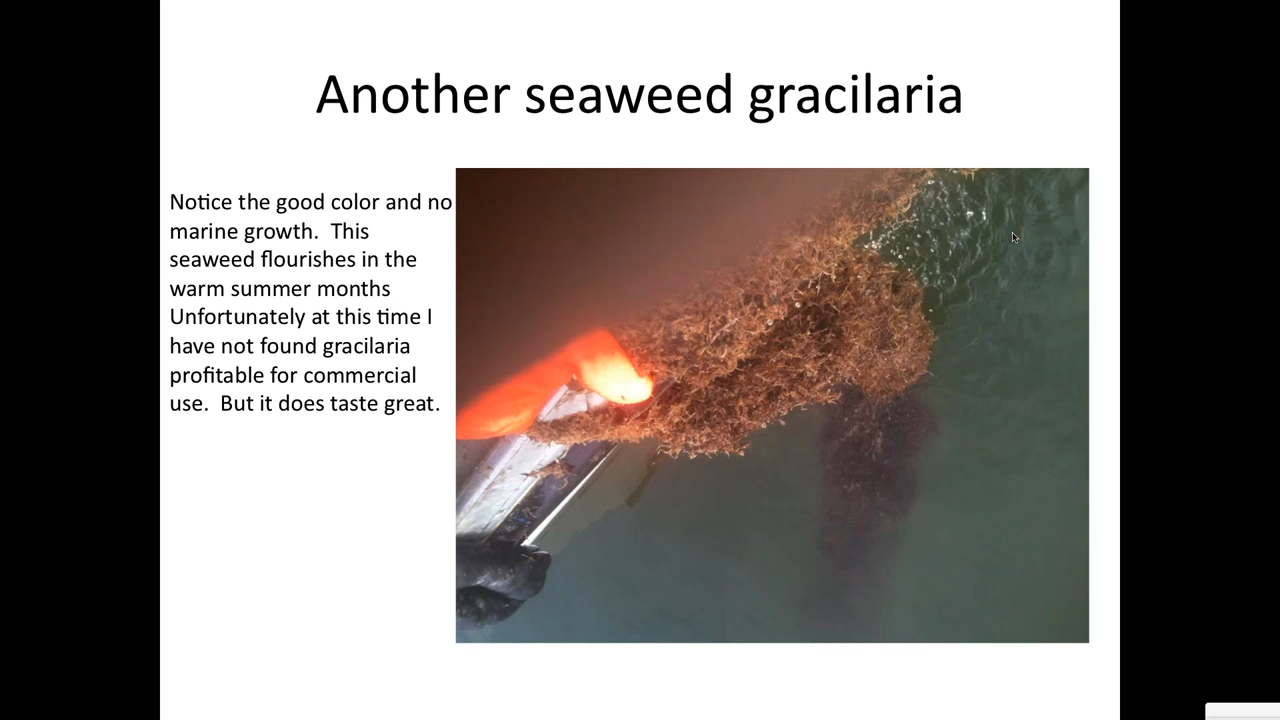 Another seaweed gracilaria
Notice the good color and no
marine growth.  This
seaweed flourishes in the
warm summer months
Unfortunately at this time I
have not found gracilaria
profitable for commercial
use.  But it does taste great.